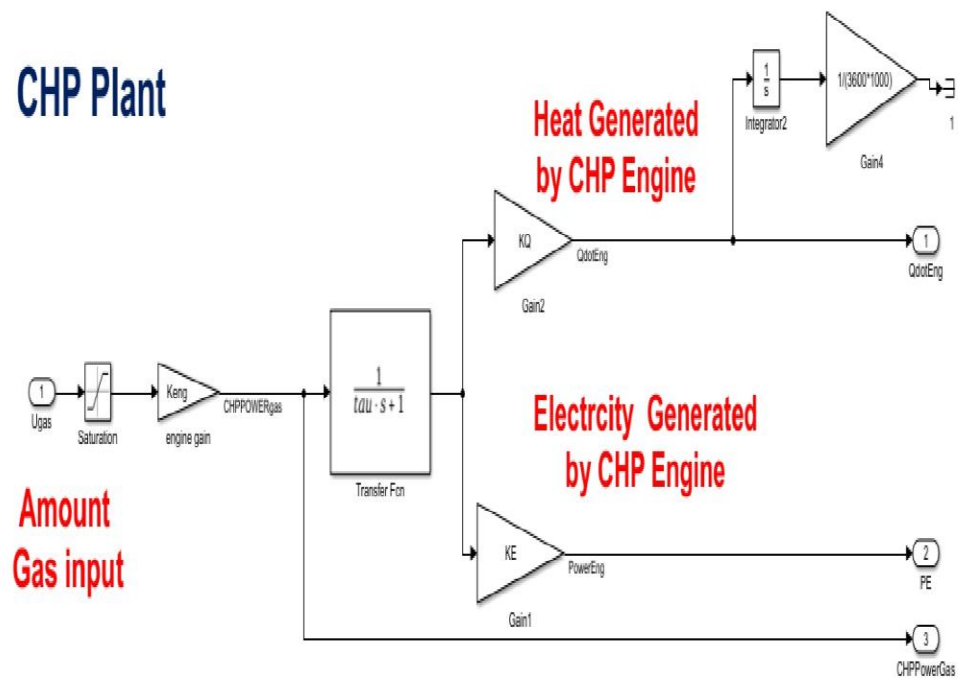 CHP Plant
1
s
Integrator2
1/(3600*1000)
Gain4
1
Heat Generated
by CHP Engine
KQ
QdotEng
Gain2
1
QdotEng
1
Ugas
Saturation
Keng
engine gain
CHPPOWERgas
1
tau · s + 1
Transfer Fcn
Electrcity Generated
by CHP Engine
Amount
Gas input
KE
PowerEng
Gain1
2
PE
3
CHPPowerGas